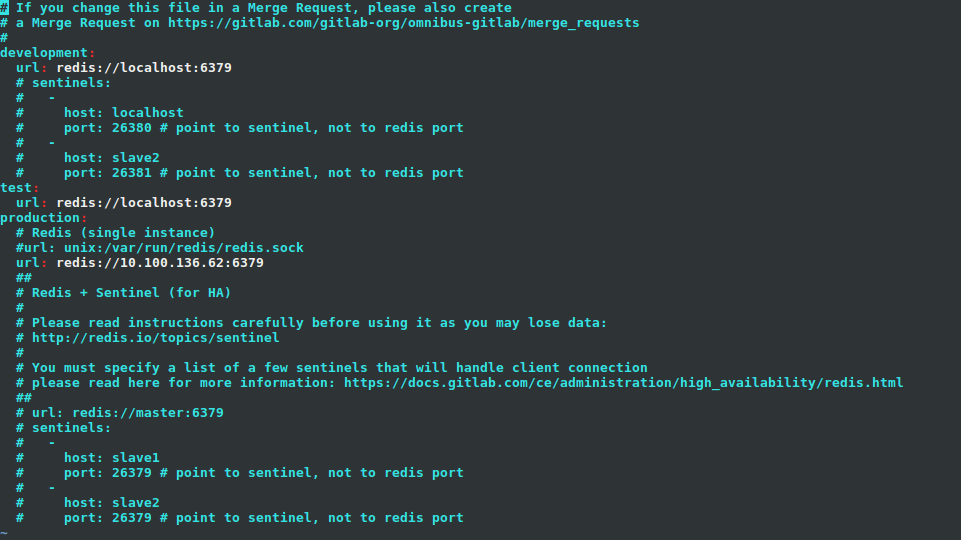 # If you change this file in a Merge Request, please also create
# a Merge Request on https://gitlab.com/gitlab-org/omnibus-gitlab/merge_requests
#
development:
  url: redis://localhost:6379
  # sentinels:
  #   -
  #     host: localhost
  #     port: 26380 # point to sentinel, not to redis port
  #   -
  #     host: slave2
  #     port: 26381 # point to sentinel, not to redis port
test:
  url: redis://localhost:6379
production:
  # Redis (single instance)
  #url: unix:/var/run/redis/redis.sock
  url: redis://10.100.136.62:6379
  ##
  # Redis + Sentinel (for HA)
  #
  # Please read instructions carefully before using it as you may lose data:
  # http://redis.io/topics/sentinel
  #
  # You must specify a list of a few sentinels that will handle client connection
  # please read here for more information: https://docs.gitlab.com/ce/administration/high_availability/redis.html
  ##
  # url: redis://master:6379
  # sentinels:
  #   -
  #     host: slave1
  #     port: 26379 # point to sentinel, not to redis port
  #   -
  #     host: slave2
  #     port: 26379 # point to sentinel, not to redis port
~